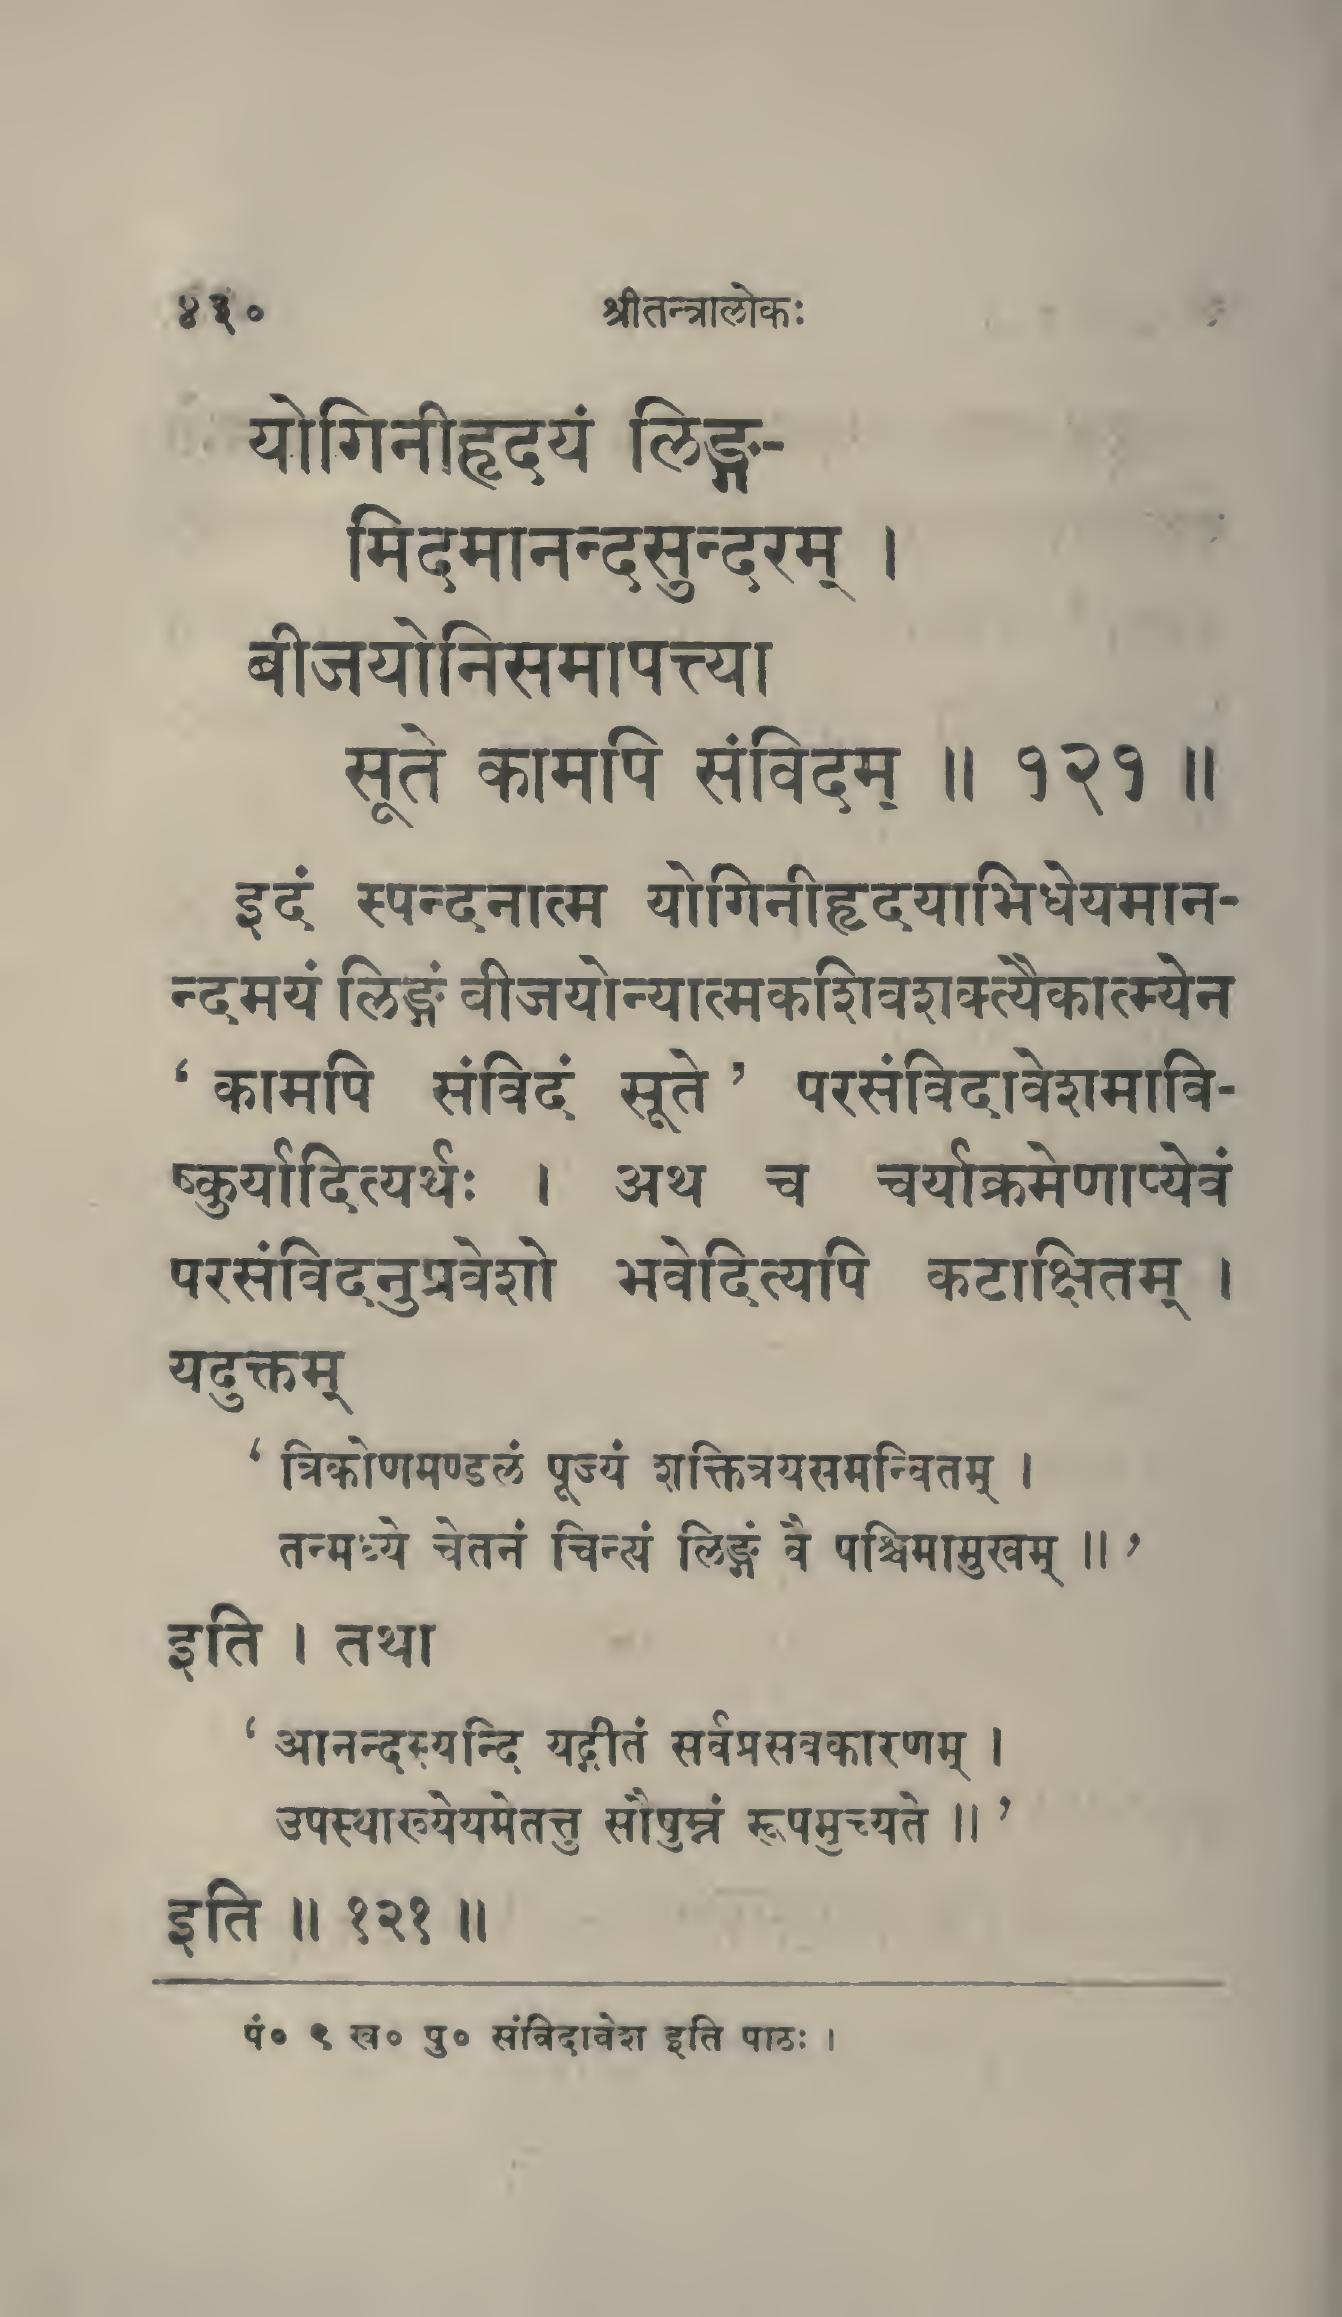 ४३० श्रीतन्त्रालोकः
योगिनीहृदयं लिङ्ग-
मिदमानन्दसुन्दरम् ।
बीजयोनिसमापत्त्या
सूते कामपि संविदम् ॥ १२१ ॥
इदं स्पन्दनात्म योगिनीहृदयाभिधेयमान-
न्दमयं लिङ्गं वीजयोन्यात्मकशिवशक्त्यैकात्म्येन
‘ कामपि संविदं सूते ’ परसंविदावेशमावि-
ष्कुर्यादित्यर्थः । अथ च चर्याक्रमेणाप्येवं
परसंविदनुप्रवेशो भवेदित्यपि कटाक्षितम् ।
यदुक्तम्
‘ त्रिकोणमण्डलं पूज्यं शक्तित्रयसमन्वितम् ।
तन्मध्ये चेतनं चिन्त्यं लिङ्गं वै पश्चिमामुखम् ॥ ’
इति । तथा
‘ आनन्दस्यन्दि यद्गीतं सर्वप्रसवकारणम् ।
उपस्थाख्येयमेतत्तु सौषुम्नं रूपमुच्यते ॥ ’
इति ॥ १२१ ॥
पं० ९ ख० पु० संविदावेश इति पाठः ।